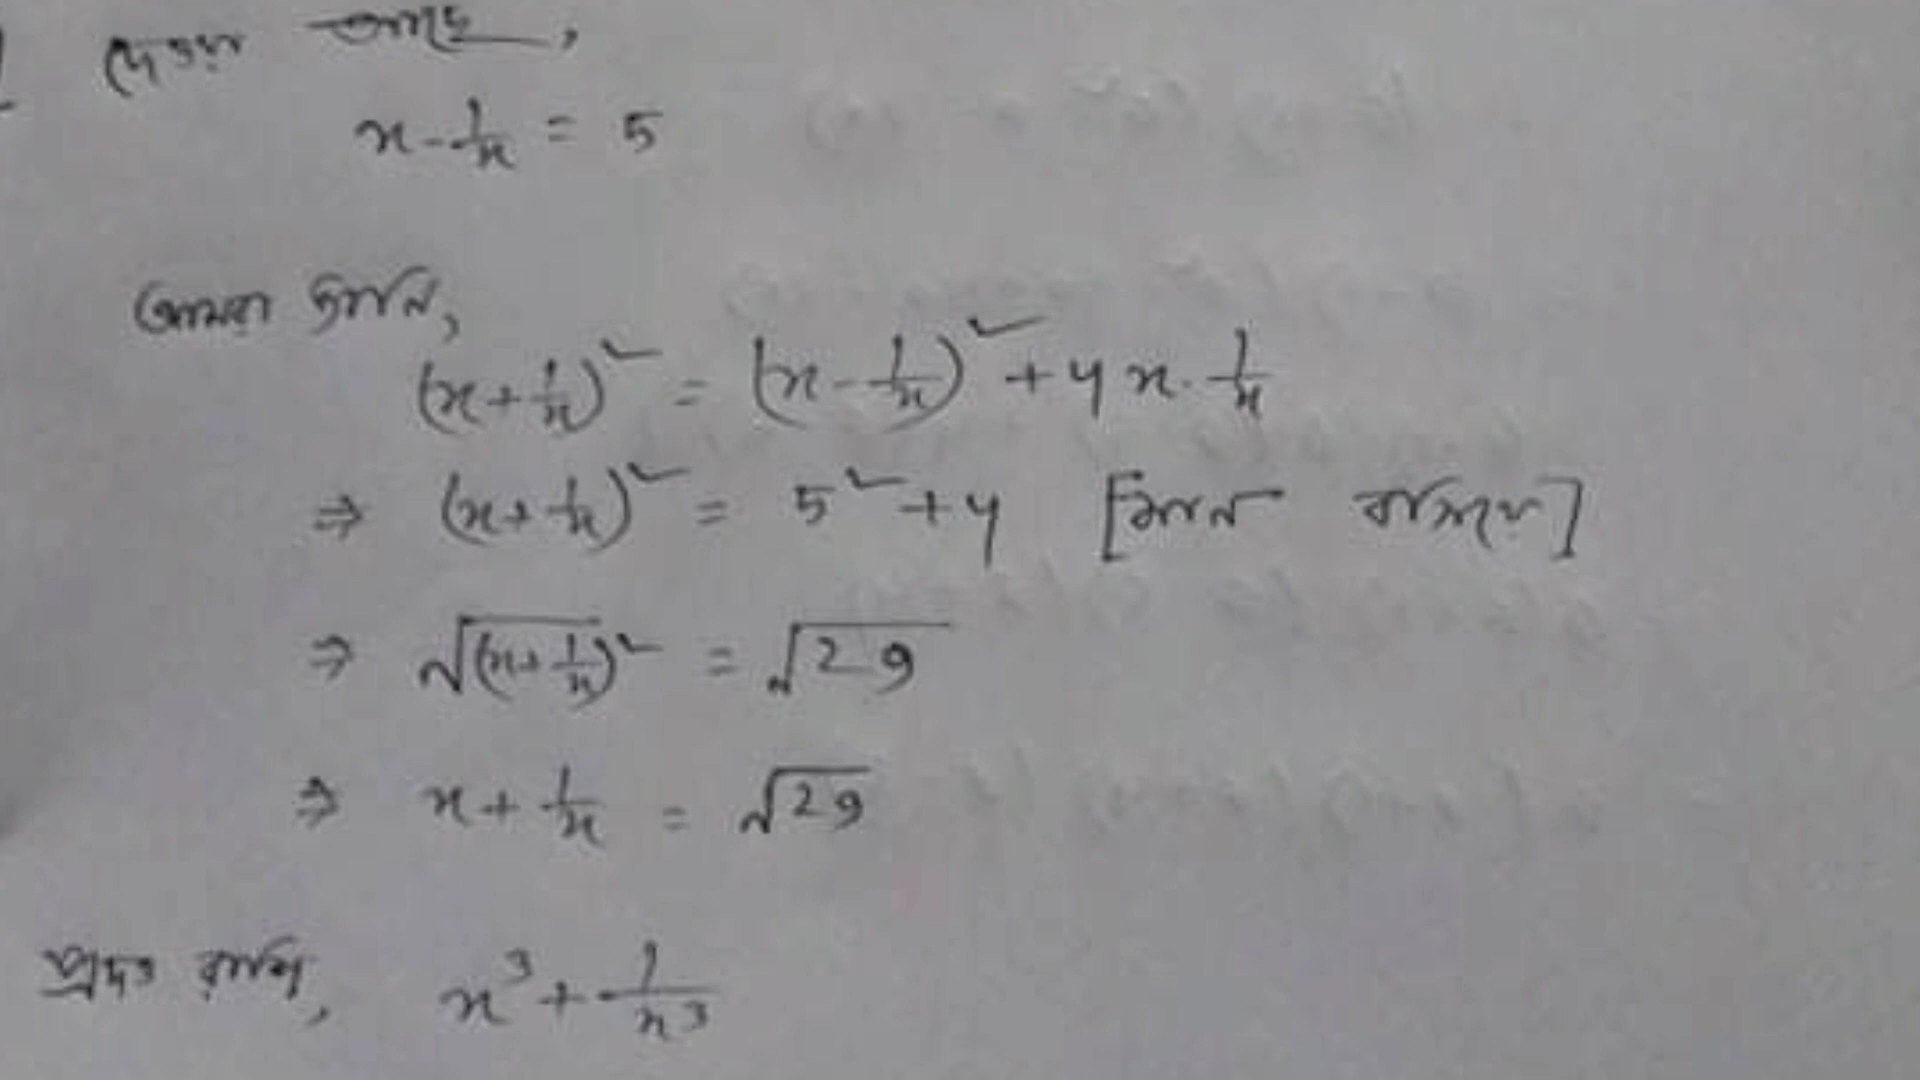 দেওয়া আছে,
x - 1/x = 5
আমরা জানি,
(x + 1/x)² = (x - 1/x)² + 4x · 1/x
⇒ (x + 1/x)² = 5² + 4 [মান বসিয়ে]
⇒ √(x + 1/x)² = √29
⇒ x + 1/x = √29
প্রদত্ত রাশি, x³ + 1/x³